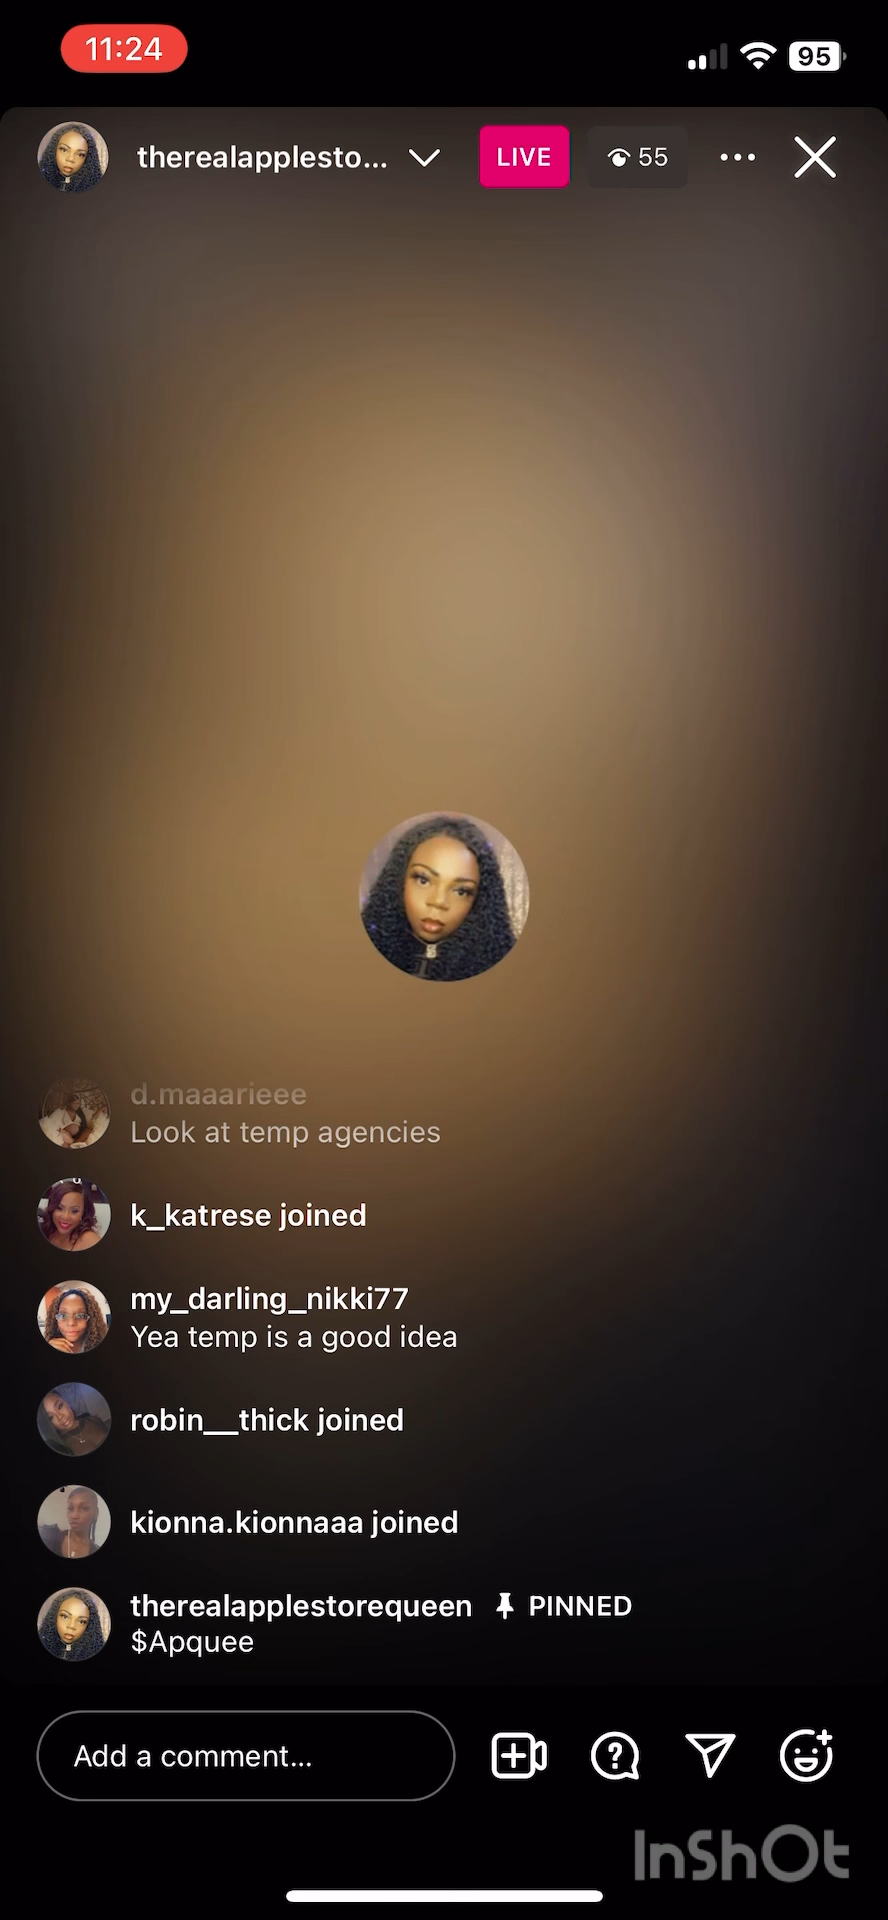 11:24
95
therealapplesto...
LIVE
55
d.maaarieee
Look at temp agencies
k_katrese joined
my_darling_nikki77
Yea temp is a good idea
robin__thick joined
kionna.kionnaaa joined
therealapplestorequeen PINNED
$Apquee
Add a comment...
InShOt